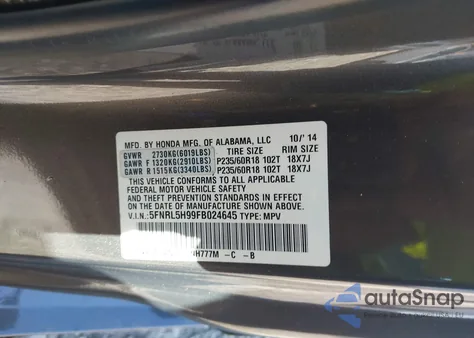 MFD. BY HONDA MFG. OF ALABAMA, LLC 10/'14
GVWR 2730KG(6019LBS) TIRE SIZE RIM SIZE
GAWR F 1320KG(2910LBS) P235/60R18 102T 18X7J
GAWR R 1515KG(3340LBS) P235/60R18 102T 18X7J
THIS VEHICLE CONFORMS TO ALL APPLICABLE
FEDERAL MOTOR VEHICLE SAFETY AND
THEFT PREVENTION STANDARDS IN EFFECT ON
THE DATE OF MANUFACTURE SHOWN ABOVE.
V.I.N.:5FNRL5H99FB024645 TYPE: MPV
H777M -C -B
autaSnap